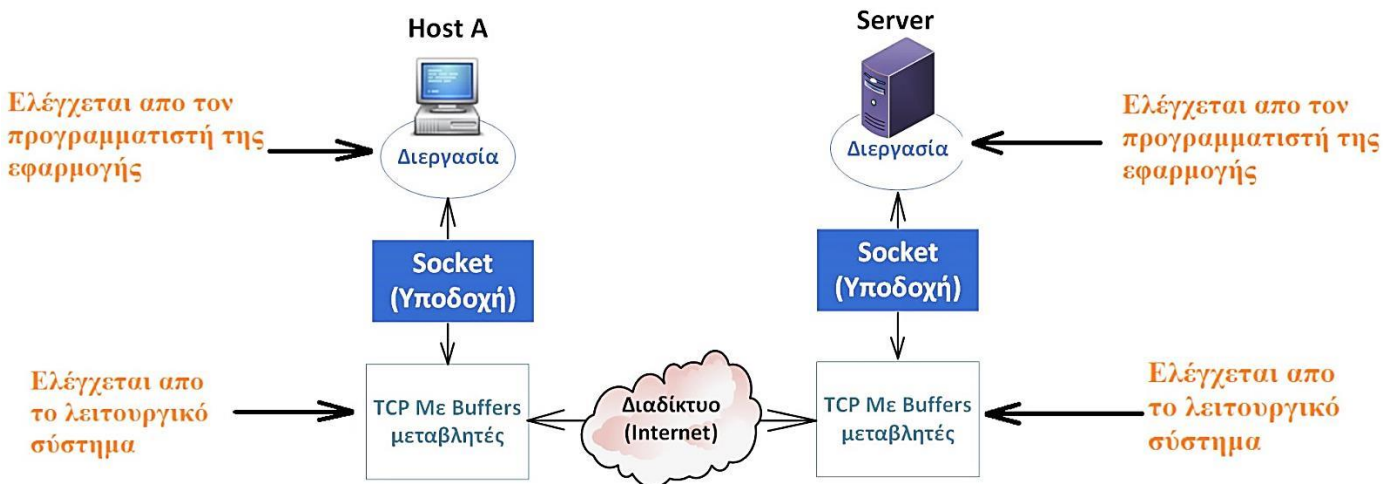 Host A
Server
Ελέγχεται απο τον
προγραμματιστή της
εφαρμογής
Διεργασία
Διεργασία
Ελέγχεται απο τον
προγραμματιστή της
εφαρμογής
Socket
(Υποδοχή)
Socket
(Υποδοχή)
Ελέγχεται απο
το λειτουργικό
σύστημα
TCP Με Buffers
μεταβλητές
Διαδίκτυο
(Internet)
TCP Με Buffers
μεταβλητές
Ελέγχεται απο
το λειτουργικό
σύστημα